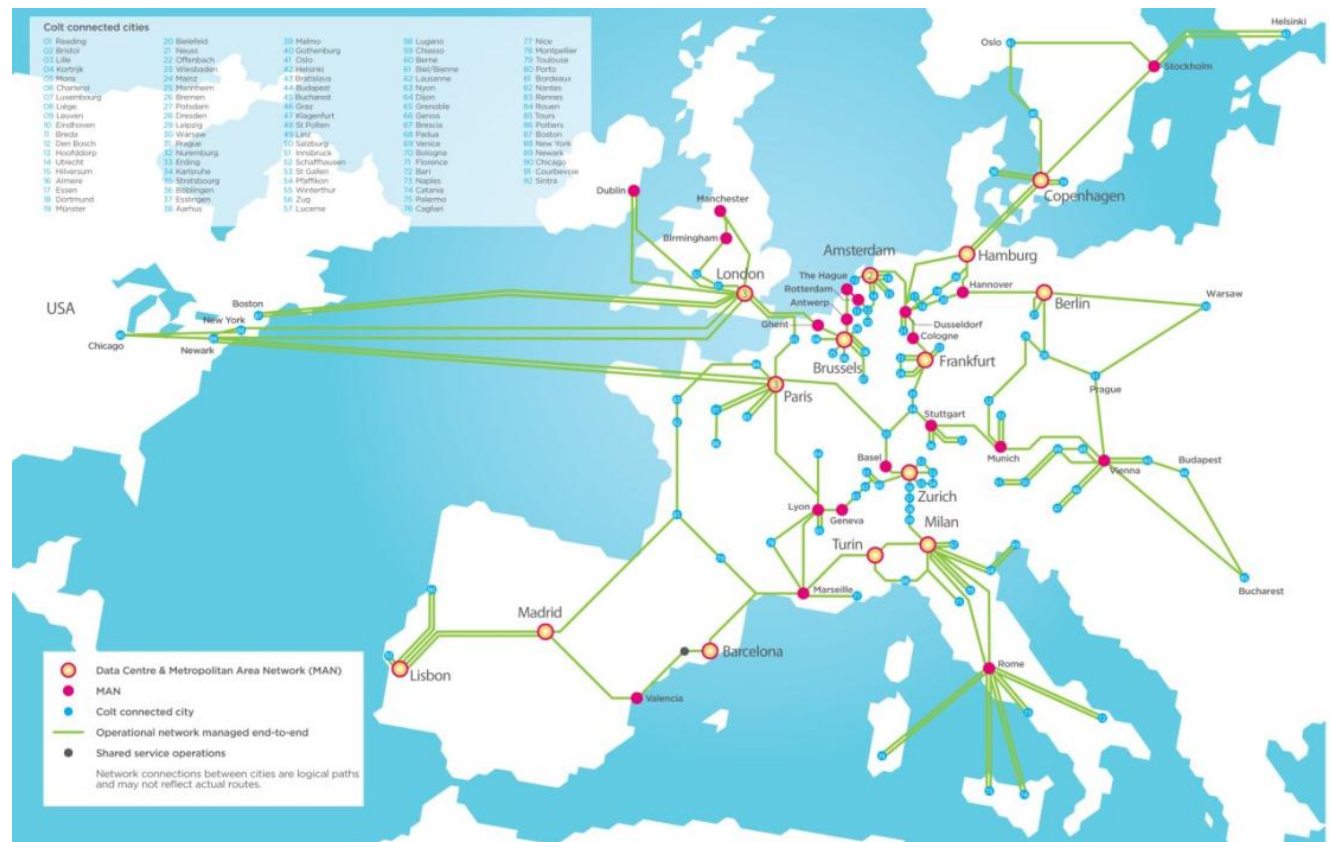 Colt connected cities
01 Reading
02 Bristol
03 Lille
04 Kortrijk
05 Mons
06 Charleroi
07 Luxembourg
08 Liège
09 Leuven
10 Eindhoven
11 Breda
12 Den Bosch
13 Hoofddorp
14 Utrecht
15 Hilversum
16 Almere
17 Essen
18 Dortmund
19 Münster
20 Bielefeld
21 Neuss
22 Offenbach
23 Wiesbaden
24 Mainz
25 Mannheim
26 Bremen
27 Potsdam
28 Dresden
29 Leipzig
30 Warsaw
31 Prague
32 Nuremburg
33 Erding
34 Karlsruhe
35 Stratsbourg
36 Böblingen
37 Esslingen
38 Aarhus
39 Malmo
40 Gothenburg
41 Oslo
42 Helsinki
43 Bratislava
44 Budapest
45 Bucharest
46 Graz
47 Klagenfurt
48 St Polten
49 Linz
50 Salzburg
51 Innsbruck
52 Schaffhausen
53 St Gallen
54 Pfaffikon
55 Winterthur
56 Zug
57 Lucerne
58 Lugano
59 Chiasso
60 Berne
61 Biel/Bienne
62 Lausanne
63 Nyon
64 Dijon
65 Grenoble
66 Genoa
67 Brescia
68 Padua
69 Venice
70 Bologna
71 Florence
72 Bari
73 Naples
74 Catania
75 Palermo
76 Cagliari
77 Nice
78 Montpellier
79 Toulouse
80 Porto
81 Bordeaux
82 Nantes
83 Rennes
84 Rouen
85 Tours
86 Poitiers
87 Boston
88 New York
89 Newark
90 Chicago
91 Courbevoie
92 Sintra
Helsinki
Oslo
Stockholm
Copenhagen
Dublin
Manchester
Birmingham
Amsterdam
Hamburg
London
The Hague
Rotterdam
Antwerp
Hannover
Berlin
Warsaw
USA
Boston
New York
Chicago
Newark
Ghent
Dusseldorf
Cologne
Brussels
Frankfurt
Paris
Prague
Stuttgart
Basel
Munich
Vienna
Budapest
Zurich
Lyon
Geneva
Milan
Turin
Marseille
Bucharest
Madrid
Barcelona
Lisbon
Valencia
Rome
Data Centre & Metropolitan Area Network (MAN)
MAN
Colt connected city
Operational network managed end-to-end
Shared service operations
Network connections between cities are logical paths
and may not reflect actual routes.